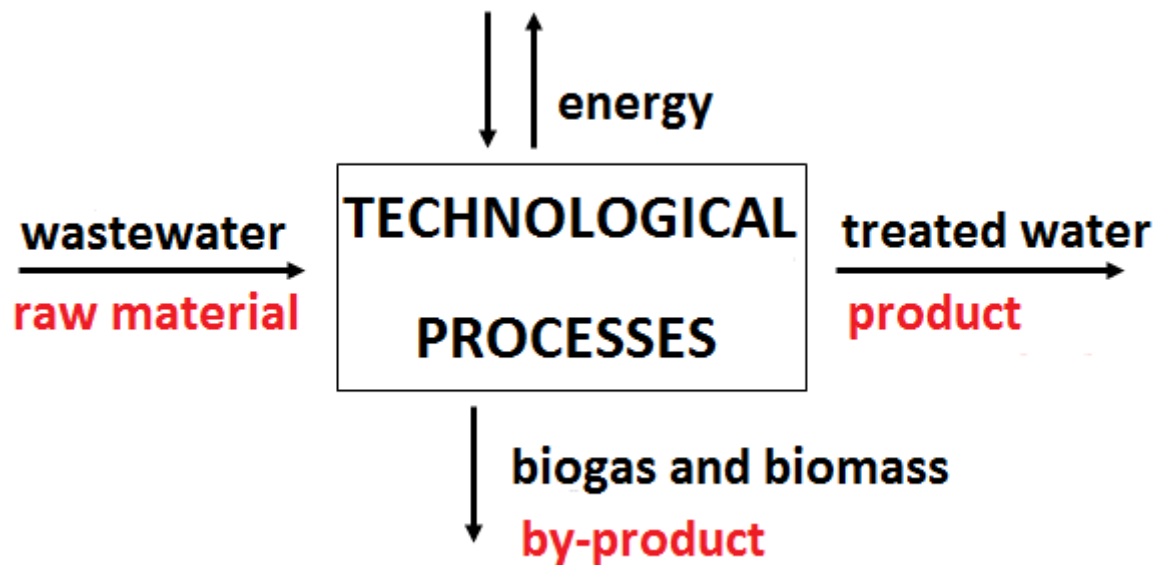 energy
wastewater
raw material
TECHNOLOGICAL
PROCESSES
treated water
product
biogas and biomass
by-product